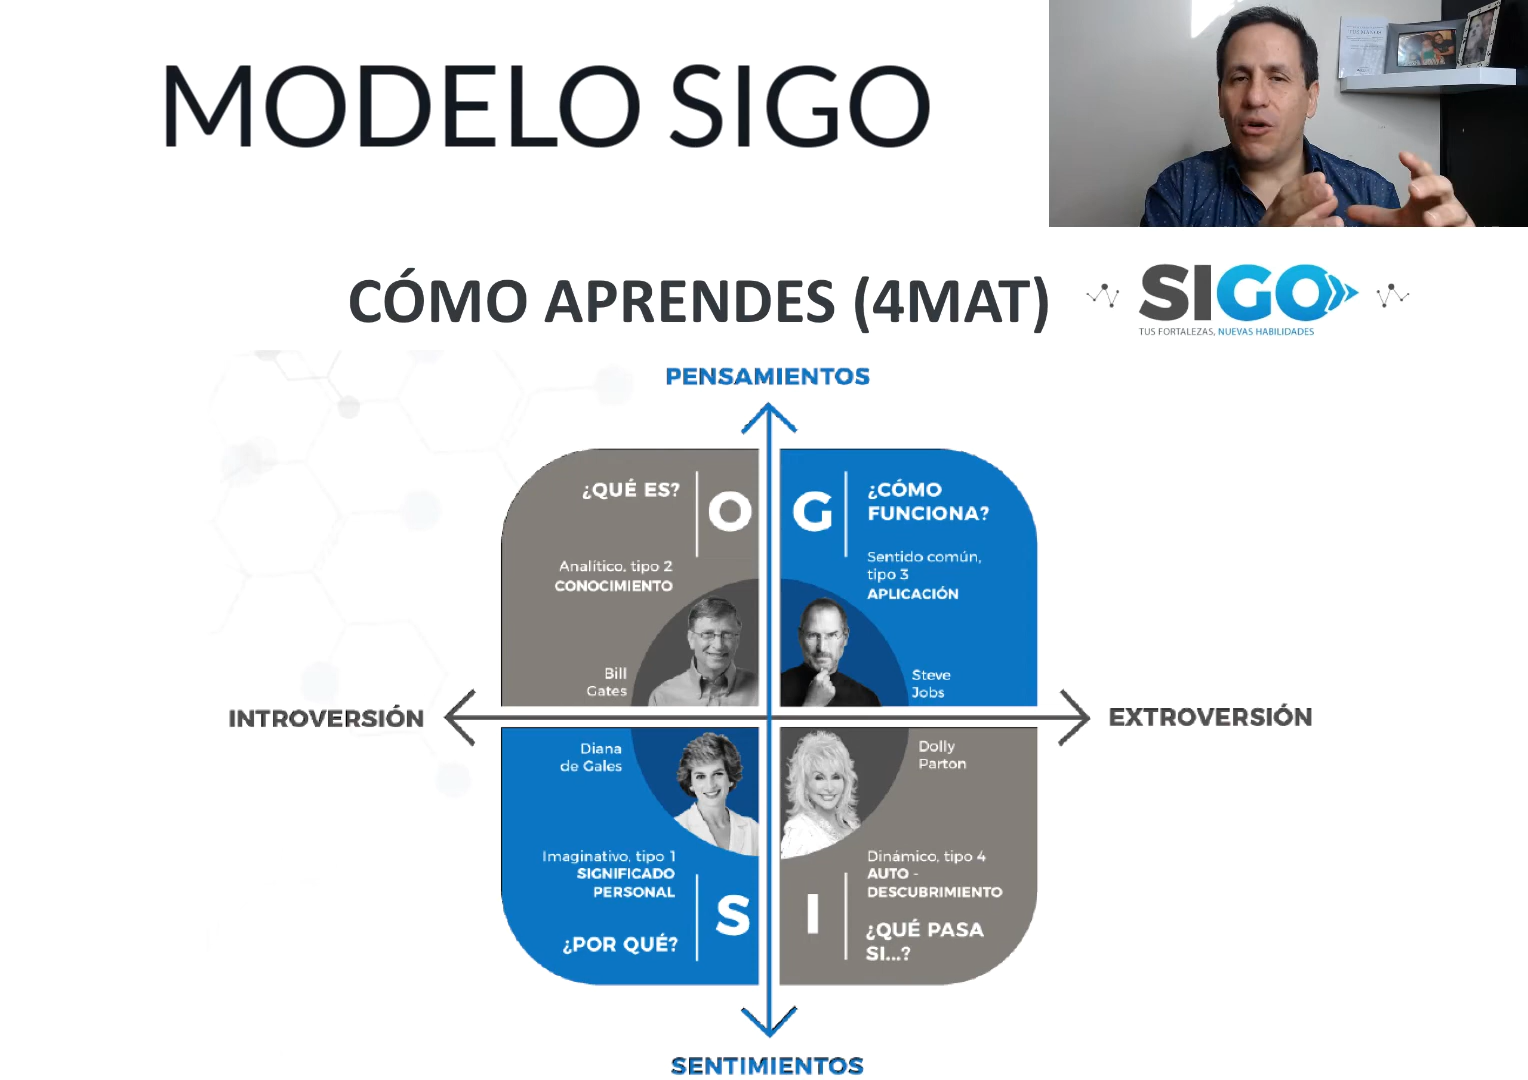 MODELO SIGO
CÓMO APRENDES (4MAT)
SIGO
TUS FORTALEZAS, NUEVAS HABILIDADES
PENSAMIENTOS
¿QUÉ ES?
O
Analítico, tipo 2
CONOCIMIENTO
Bill
Gates
G
¿CÓMO
FUNCIONA?
Sentido común,
tipo 3
APLICACIÓN
Steve
Jobs
INTROVERSIÓN
EXTROVERSIÓN
Diana
de Gales
Imaginativo, tipo 1
SIGNIFICADO
PERSONAL
S
¿POR QUÉ?
Dolly
Parton
Dinámico, tipo 4
AUTO -
DESCUBRIMIENTO
I
¿QUÉ PASA
SI...?
SENTIMIENTOS